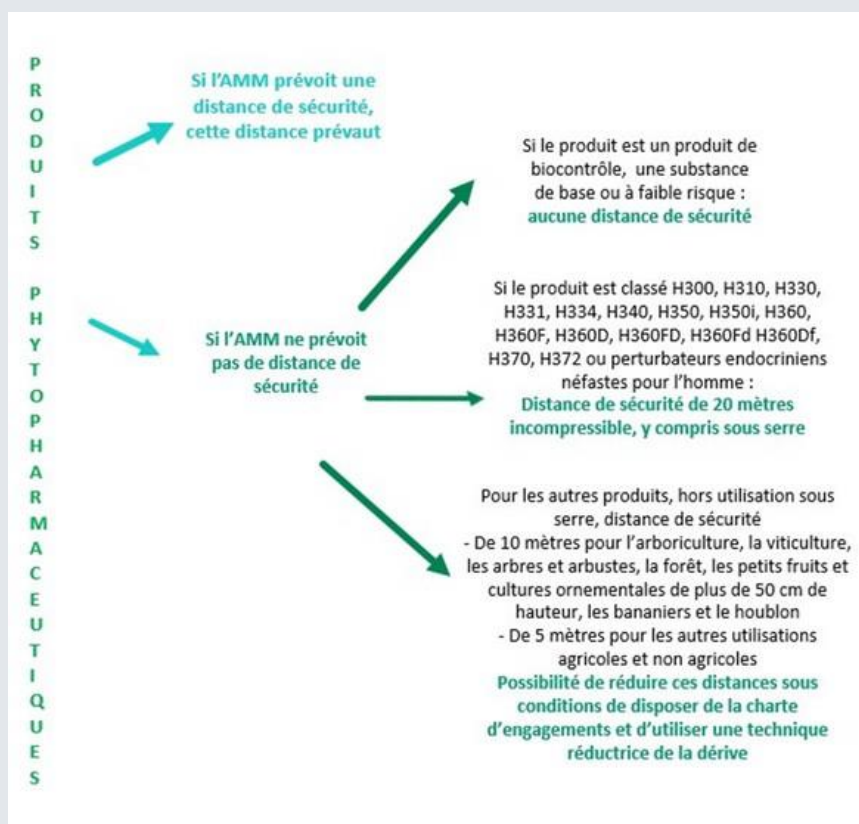 PRODUITS PHYTOPHARMACEUTIQUES
Si l'AMM prévoit une
distance de sécurité,
cette distance prévaut
Si l'AMM ne prévoit
pas de distance de
sécurité
Si le produit est un produit de
biocontrôle, une substance
de base ou à faible risque :
aucune distance de sécurité
Si le produit est classé H300, H310, H330,
H331, H334, H340, H350, H350i, H360,
H360F, H360D, H360FD, H360Fd H360Df,
H370, H372 ou perturbateurs endocriniens
néfastes pour l'homme :
Distance de sécurité de 20 mètres
incompressible, y compris sous serre
Pour les autres produits, hors utilisation sous
serre, distance de sécurité
- De 10 mètres pour l'arboriculture, la viticulture,
les arbres et arbustes, la forêt, les petits fruits et
cultures ornementales de plus de 50 cm de
hauteur, les bananiers et le houblon
- De 5 mètres pour les autres utilisations
agricoles et non agricoles
Possibilité de réduire ces distances sous
conditions de disposer de la charte
d'engagements et d'utiliser une technique
réductrice de la dérive